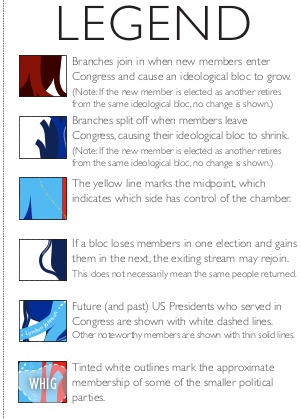 LEGEND
Branches join in when new members enter
Congress and cause an ideological bloc to grow.
(Note: If the new member is elected as another retires
from the same ideological bloc, no change is shown.)
Branches split off when members leave
Congress, causing their ideological bloc to shrink.
(Note: If the new member is elected as another retires
from the same ideological bloc, no change is shown.)
The yellow line marks the midpoint, which
indicates which side has control of the chamber.
If a bloc loses members in one election and gains
them in the next, the exiting stream may rejoin.
This does not necessarily mean the same people returned.
Future (and past) US Presidents who served in
Congress are shown with white dashed lines.
Other noteworthy members are shown with thin solid lines.
WHIG
Tinted white outlines mark the approximate
membership of some of the smaller political
parties.